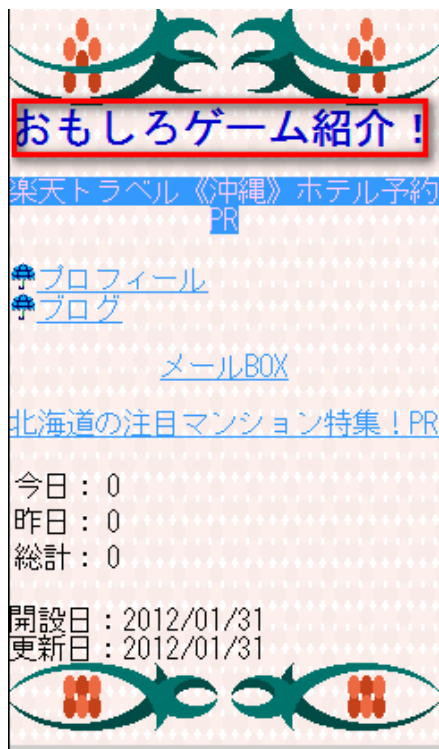 おもしろゲーム紹介！
楽天トラベル《沖縄》ホテル予約
PR
プロフィール
ブログ
メールBOX
北海道の注目マンション特集！PR
今日：0
昨日：0
総計：0
開設日：2012/01/31
更新日：2012/01/31